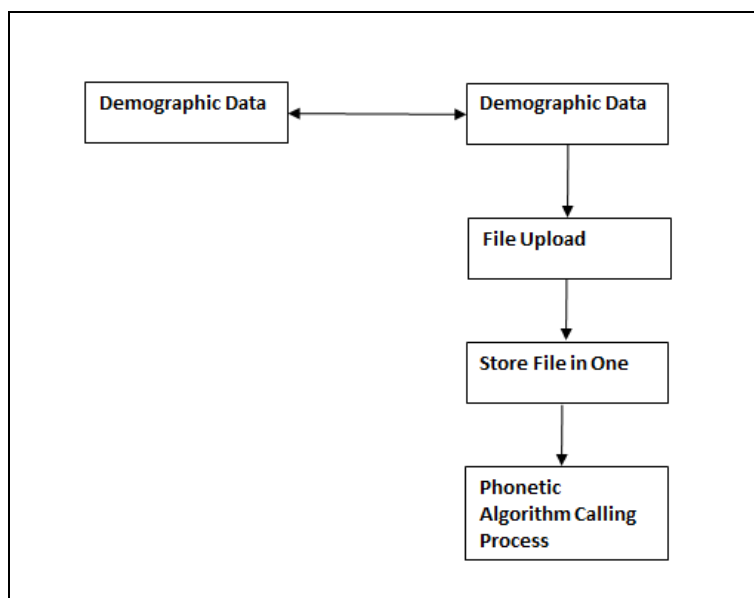 Demographic Data
Demographic Data
File Upload
Store File in One
Phonetic
Algorithm Calling
Process